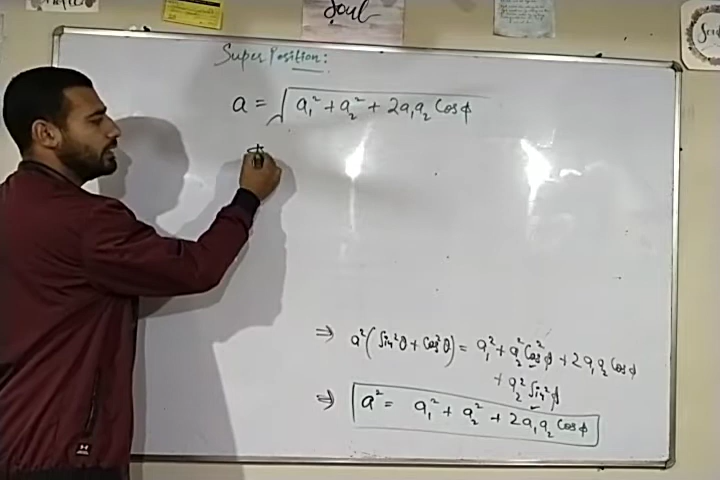 Soul
Super Position:
a = √(a₁² + a₂² + 2a₁a₂ Cosϕ)
⇒ a² (Sin²θ + Cos²θ) = a₁² + a₂² Cos²ϕ + 2a₁a₂ Cosϕ
+ a₂² Sin²ϕ
⇒ a² = a₁² + a₂² + 2a₁a₂ Cosϕ